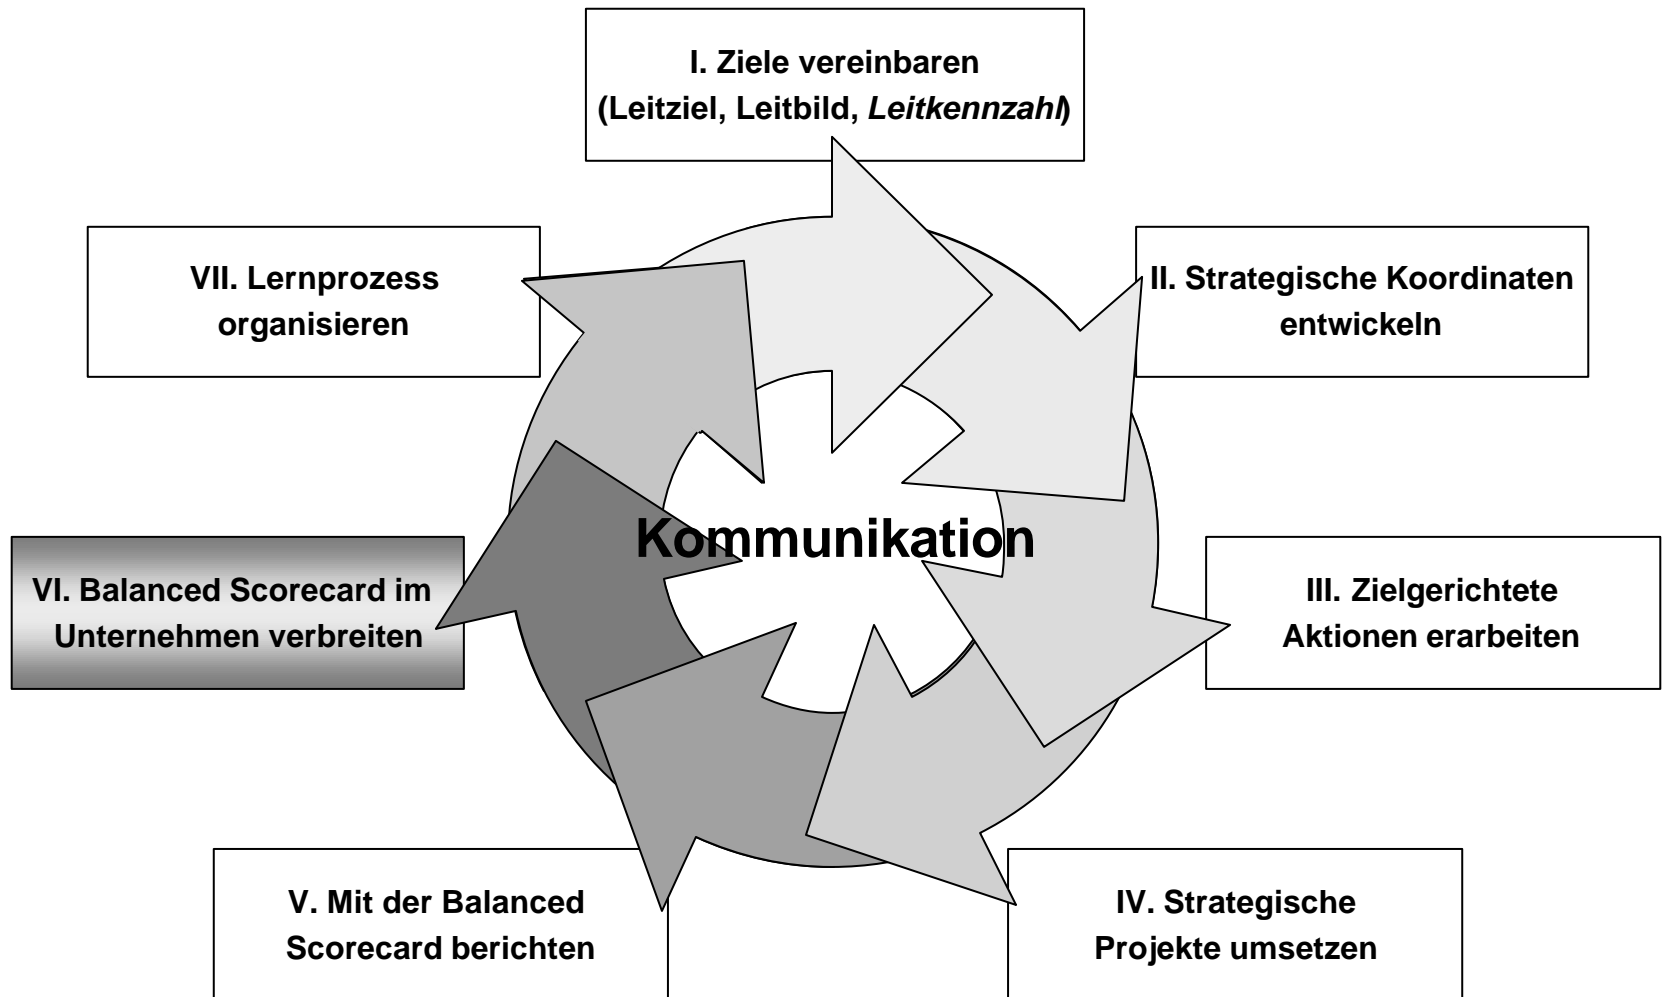 I. Ziele vereinbaren
(Leitziel, Leitbild, Leitkennzahl)
II. Strategische Koordinaten
entwickeln
III. Zielgerichtete
Aktionen erarbeiten
IV. Strategische
Projekte umsetzen
V. Mit der Balanced
Scorecard berichten
VI. Balanced Scorecard im
Unternehmen verbreiten
VII. Lernprozess
organisieren
Kommunikation